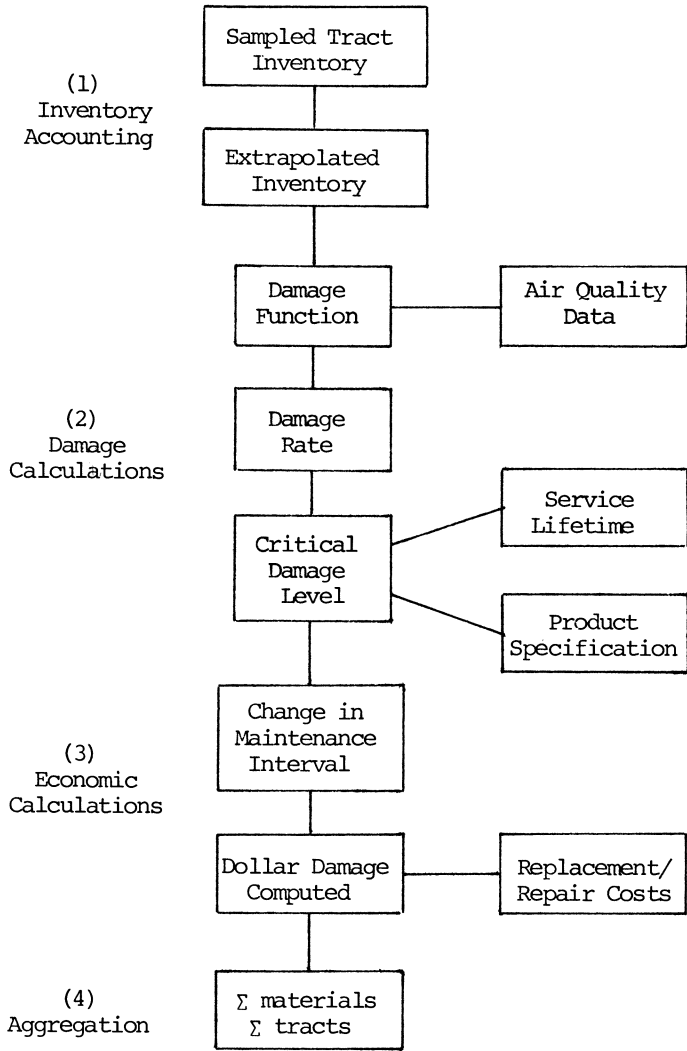 Sampled Tract
Inventory
(1)
Inventory
Accounting
Extrapolated
Inventory
Damage
Function
Air Quality
Data
(2)
Damage
Calculations
Damage
Rate
Service
Lifetime
Critical
Damage
Level
Product
Specification
Change in
Maintenance
Interval
(3)
Economic
Calculations
Dollar Damage
Computed
Replacement/
Repair Costs
(4)
Aggregation
Σ materials
Σ tracts